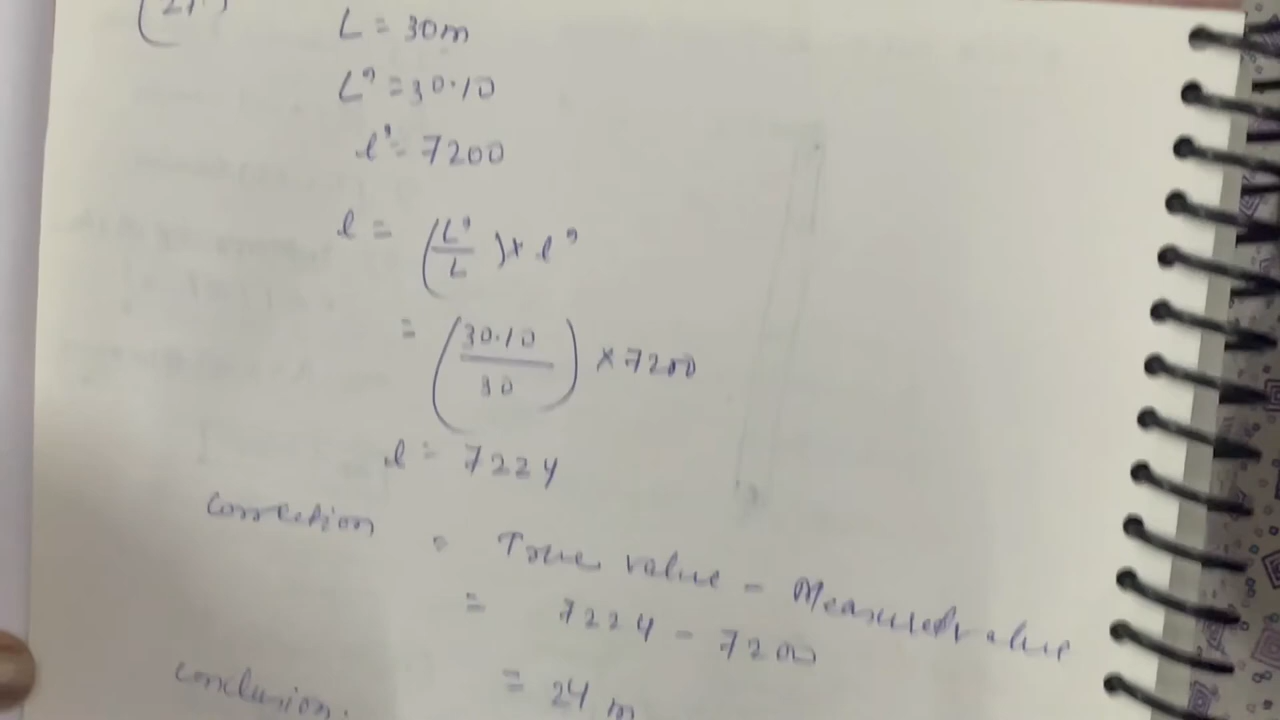 L = 30m
L' = 30.10
l' = 7200
l = (L'/L) × l'
= (30.10/30) × 7200
l = 7224
Correction = True value - Measured value
= 7224 - 7200
= 24 m
conclusion.